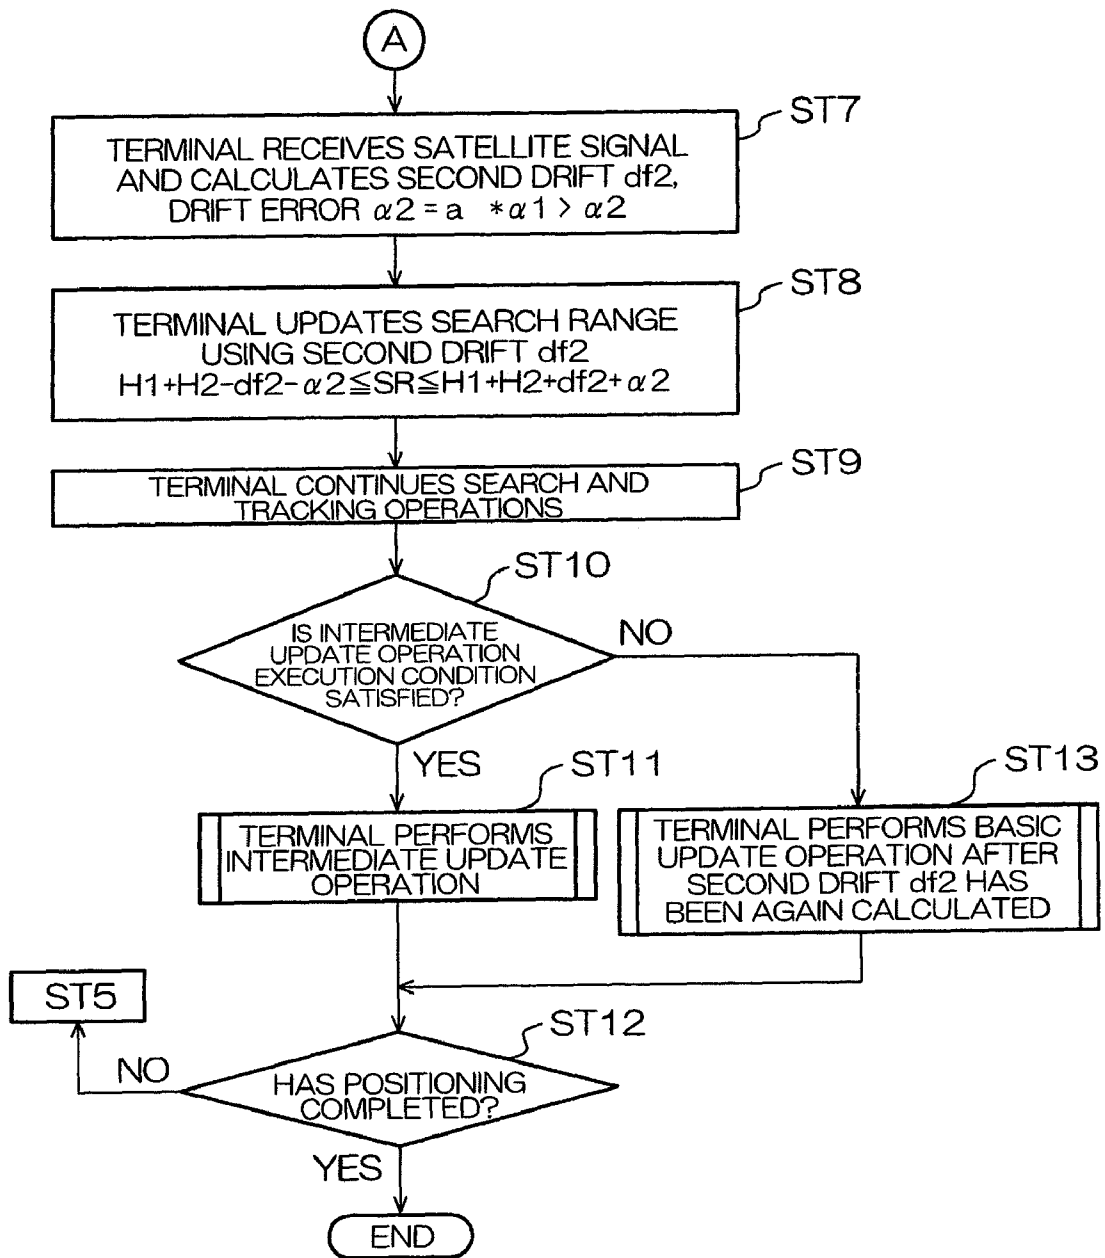 A
ST7
TERMINAL RECEIVES SATELLITE SIGNAL
AND CALCULATES SECOND DRIFT df2,
DRIFT ERROR α2 = a *α1 > α2
ST8
TERMINAL UPDATES SEARCH RANGE
USING SECOND DRIFT df2
H1+H2-df2-α2≦SR≦H1+H2+df2+α2
ST9
TERMINAL CONTINUES SEARCH AND
TRACKING OPERATIONS
ST10
IS INTERMEDIATE
UPDATE OPERATION
EXECUTION CONDITION
SATISFIED?
NO
YES
ST11
TERMINAL PERFORMS
INTERMEDIATE UPDATE
OPERATION
ST13
TERMINAL PERFORMS BASIC
UPDATE OPERATION AFTER
SECOND DRIFT df2 HAS
BEEN AGAIN CALCULATED
ST5
ST12
NO
HAS POSITIONING
COMPLETED?
YES
END